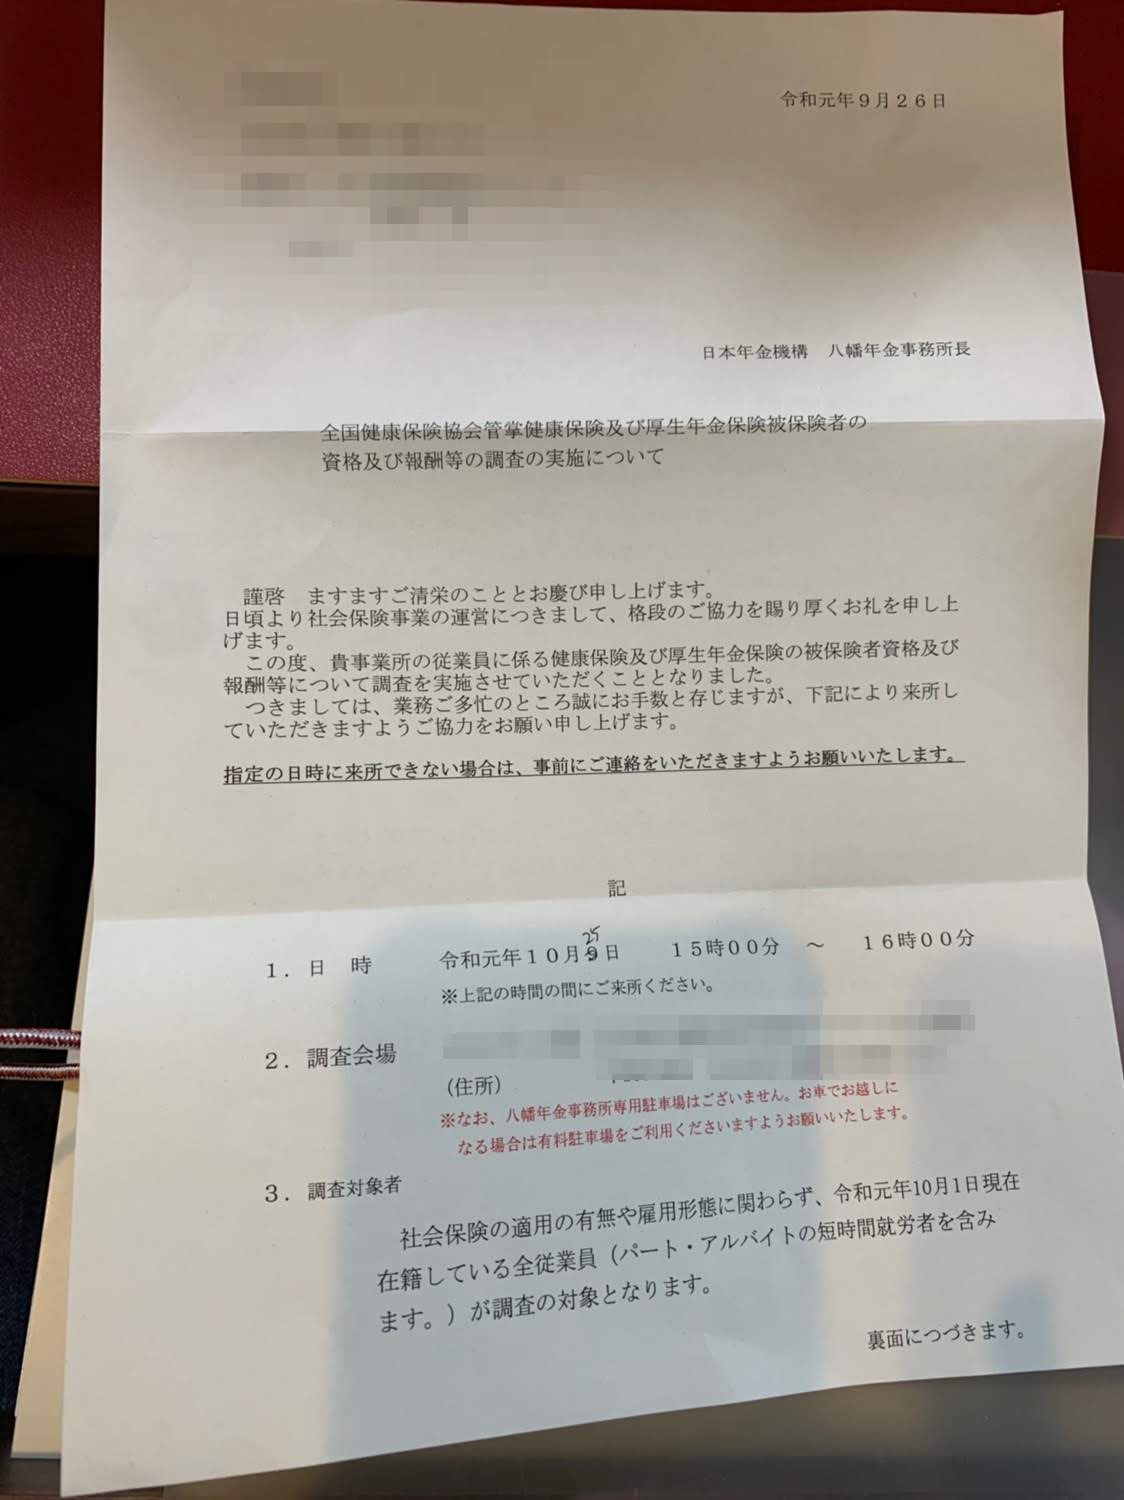 令和元年９月２６日
日本年金機構　八幡年金事務所長
全国健康保険協会管掌健康保険及び厚生年金保険被保険者の
資格及び報酬等の調査の実施について
謹啓　ますますご清栄のこととお慶び申し上げます。
日頃より社会保険事業の運営につきまして、格段のご協力を賜り厚くお礼を申し上
げます。
この度、貴事業所の従業員に係る健康保険及び厚生年金保険の被保険者資格及び
報酬等について調査を実施させていただくこととなりました。
つきましては、業務ご多忙のところ誠にお手数と存じますが、下記により来所し
ていただきますようご協力をお願い申し上げます。
指定の日時に来所できない場合は、事前にご連絡をいただきますようお願いいたします。
記
25
１．日　時　令和元年１０月９日　１５時００分　～　１６時００分
※上記の時間の間にご来所ください。
２．調査会場
（住所）
※なお、八幡年金事務所専用駐車場はございません。お車でお越しに
なる場合は有料駐車場をご利用くださいますようお願いいたします。
３．調査対象者
社会保険の適用の有無や雇用形態に関わらず、令和元年10月1日現在
在籍している全従業員（パート・アルバイトの短時間就労者を含み
ます。）が調査の対象となります。
裏面につづきます。